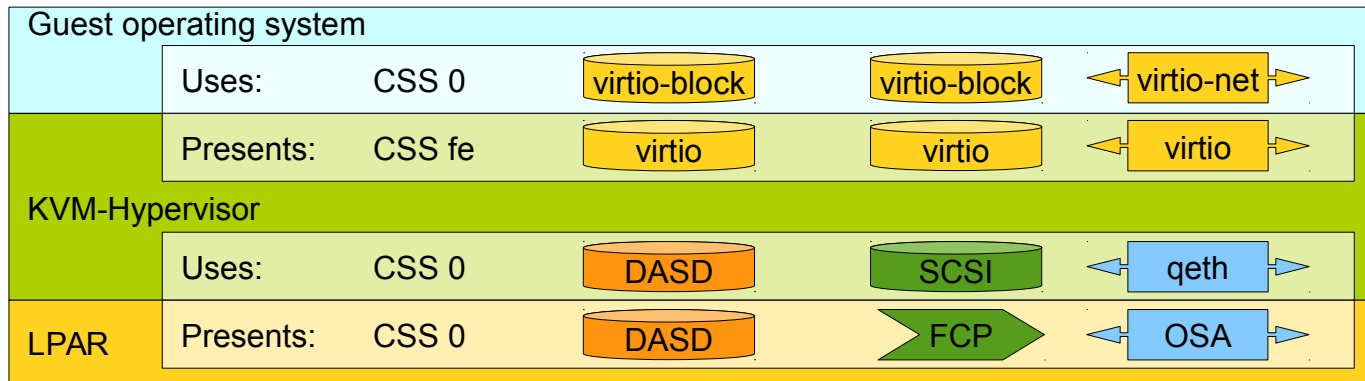 Guest operating system
Uses: CSS 0 virtio-block virtio-block virtio-net
Presents: CSS fe virtio virtio virtio
KVM-Hypervisor
Uses: CSS 0 DASD SCSI qeth
LPAR Presents: CSS 0 DASD FCP OSA